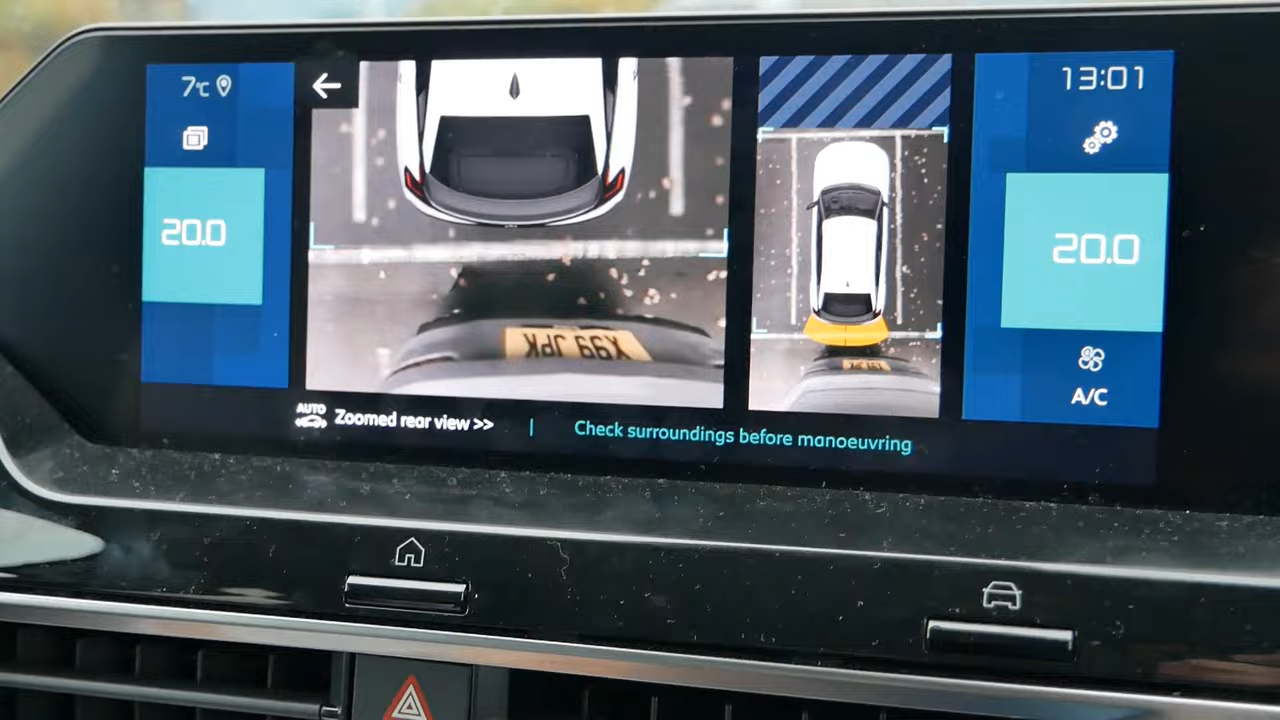 7°C
13:01
20.0
20.0
X99 JPK
A/C
AUTO
Zoomed rear view >> | Check surroundings before manoeuvring